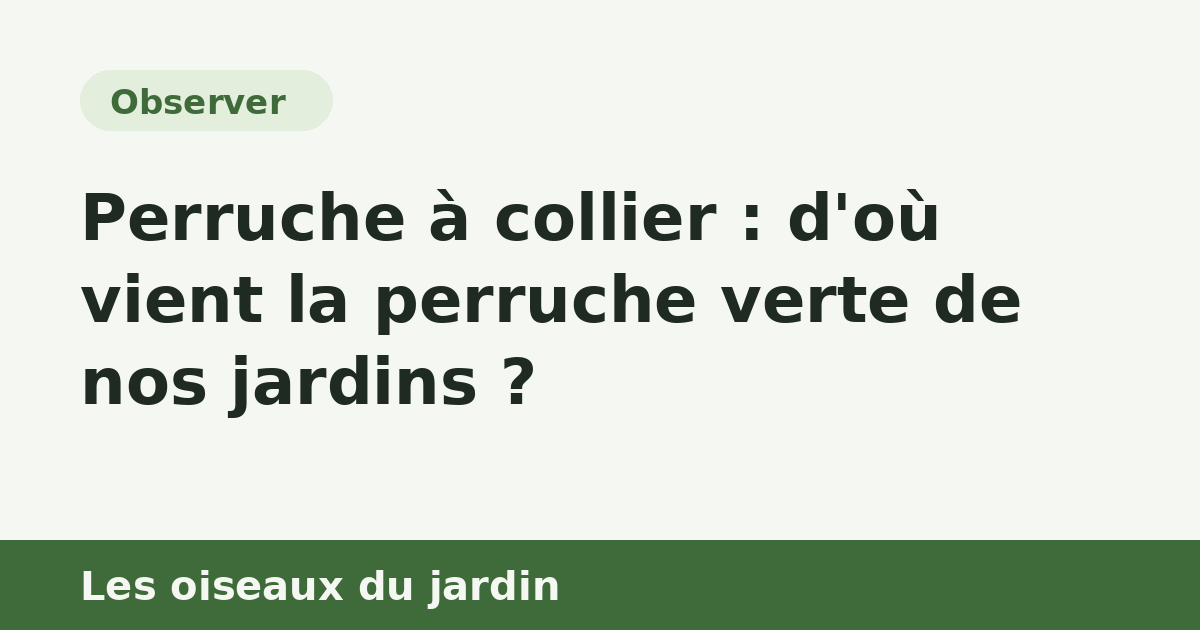 Observer
Perruche à collier : d'où
vient la perruche verte de
nos jardins ?
Les oiseaux du jardin